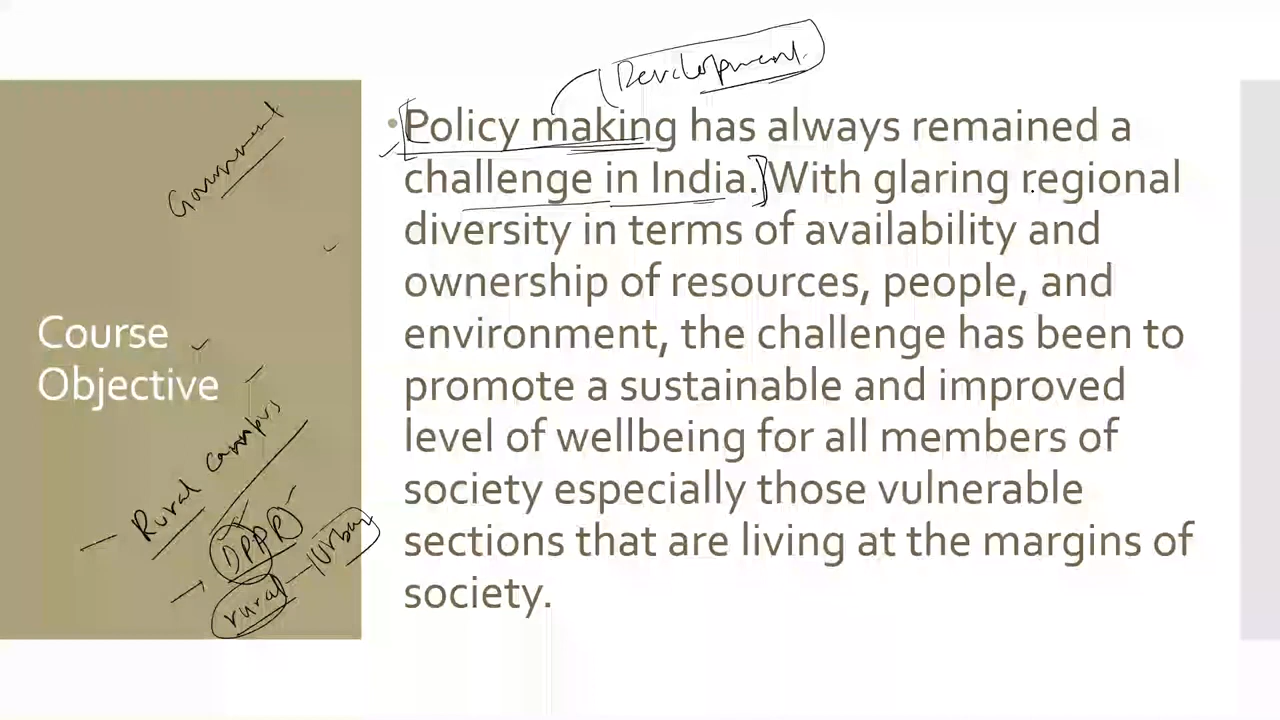 Development
Government
• Policy making has always remained a
challenge in India. With glaring regional
diversity in terms of availability and
ownership of resources, people, and
environment, the challenge has been to
promote a sustainable and improved
level of wellbeing for all members of
society especially those vulnerable
sections that are living at the margins of
society.
Course
Objective
Rural campus
DPPR
rural